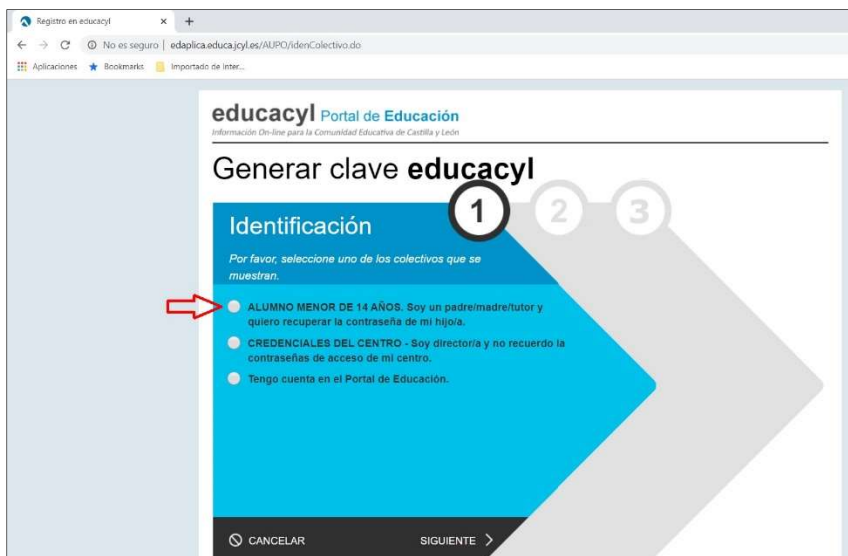 Registro en educacyl
No es seguro | edaplica.educa.jcyl.es/AUPO/idenColectivo.do
Aplicaciones Bookmarks Importado de Inter...
educacyl Portal de Educación
Información On-line para la Comunidad Educativa de Castilla y León
Generar clave educacyl
Identificación
1
2
3
Por favor, seleccione uno de los colectivos que se
muestran.
ALUMNO MENOR DE 14 AÑOS. Soy un padre/madre/tutor y
quiero recuperar la contraseña de mi hijo/a.
CREDENCIALES DEL CENTRO - Soy director/a y no recuerdo la
contraseñas de acceso de mi centro.
Tengo cuenta en el Portal de Educación.
CANCELAR
SIGUIENTE